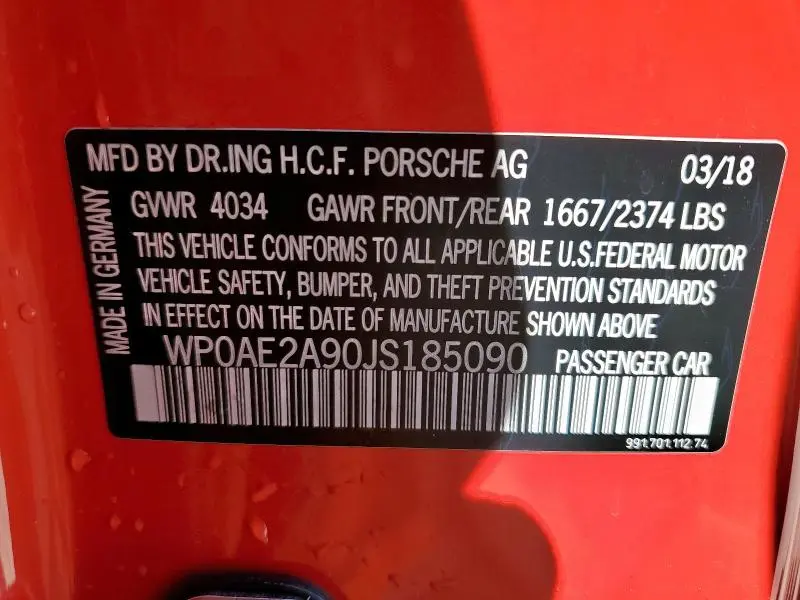 MFD BY DR.ING H.C.F. PORSCHE AG 03/18
GVWR 4034 GAWR FRONT/REAR 1667/2374 LBS
THIS VEHICLE CONFORMS TO ALL APPLICABLE U.S.FEDERAL MOTOR
VEHICLE SAFETY, BUMPER, AND THEFT PREVENTION STANDARDS
IN EFFECT ON THE DATE OF MANUFACTURE SHOWN ABOVE
WP0AE2A90JS185090 PASSENGER CAR
991.701.112.74
MADE IN GERMANY